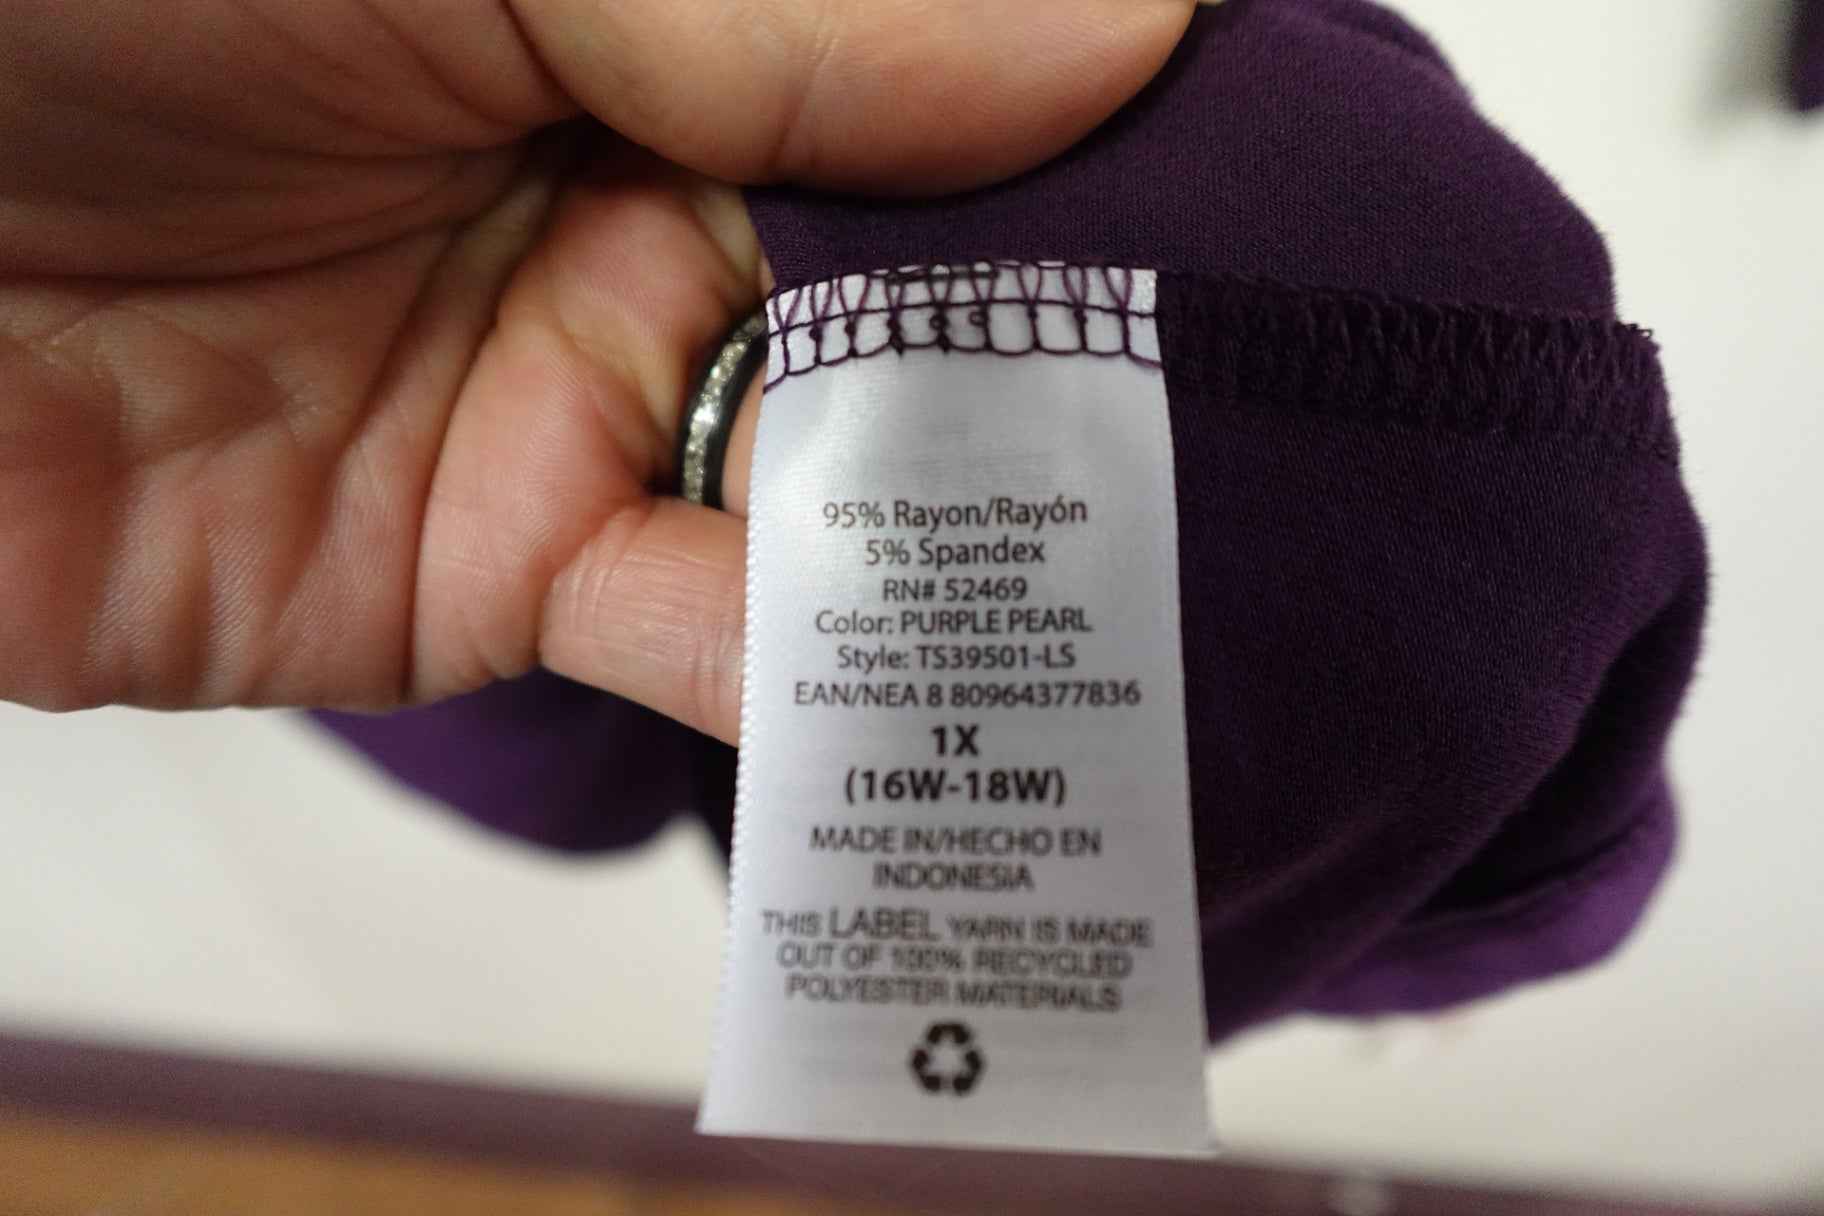 95% Rayon/Rayón
5% Spandex
RN# 52469
Color: PURPLE PEARL
Style: TS39501-LS
EAN/NEA 8 80964377836
1X
(16W-18W)
MADE IN/HECHO EN
INDONESIA
THIS LABEL YARN IS MADE
OUT OF 100% RECYCLED
POLYESTER MATERIALS